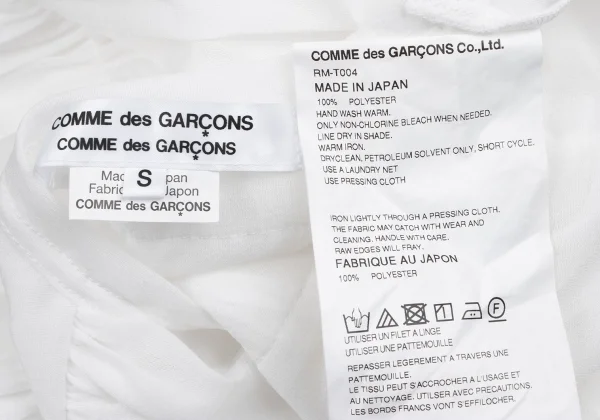 COMME des GARÇONS
COMME des GARÇONS
S
Made
pan
Fabric
Japon
COMME des GARÇONS
COMME des GARÇONS Co.,Ltd.
RM-T004
MADE IN JAPAN
100% POLYESTER
HAND WASH WARM.
ONLY NON-CHLORINE BLEACH WHEN NEEDED.
LINE DRY IN SHADE.
WARM IRON.
DRYCLEAN, PETROLEUM SOLVENT ONLY, SHORT CYCLE.
USE A LAUNDRY NET
USE PRESSING CLOTH
IRON LIGHTLY THROUGH A PRESSING CLOTH.
THE FABRIC MAY CATCH WITH WEAR AND
CLEANING. HANDLE WITH CARE.
RAW EDGES WILL FRAY.
FABRIQUE AU JAPON
100% POLYESTER
1 F
UTILISER UN FILET A LINGE
UTILISER UNE PATTEMOUILLE
REPASSER LEGEREMENT A TRAVERS UNE
PATTEMOUILLE.
LE TISSU PEUT S'ACCROCHER A L'USAGE ET
AU NETTOYAGE. UTILISER AVEC PRECAUTIONS.
LES BORDS FRANCS VONT S'EFFILOCHER.